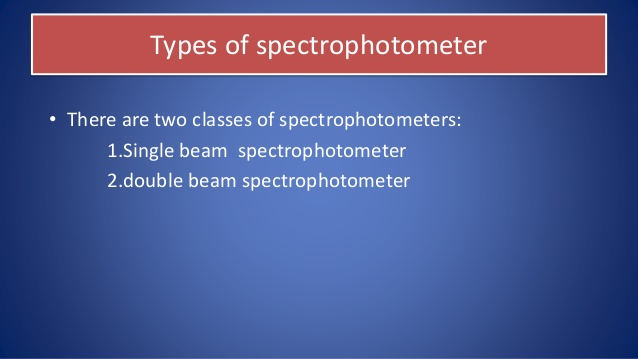 Types of spectrophotometer
• There are two classes of spectrophotometers:
1.Single beam  spectrophotometer
2.double beam spectrophotometer